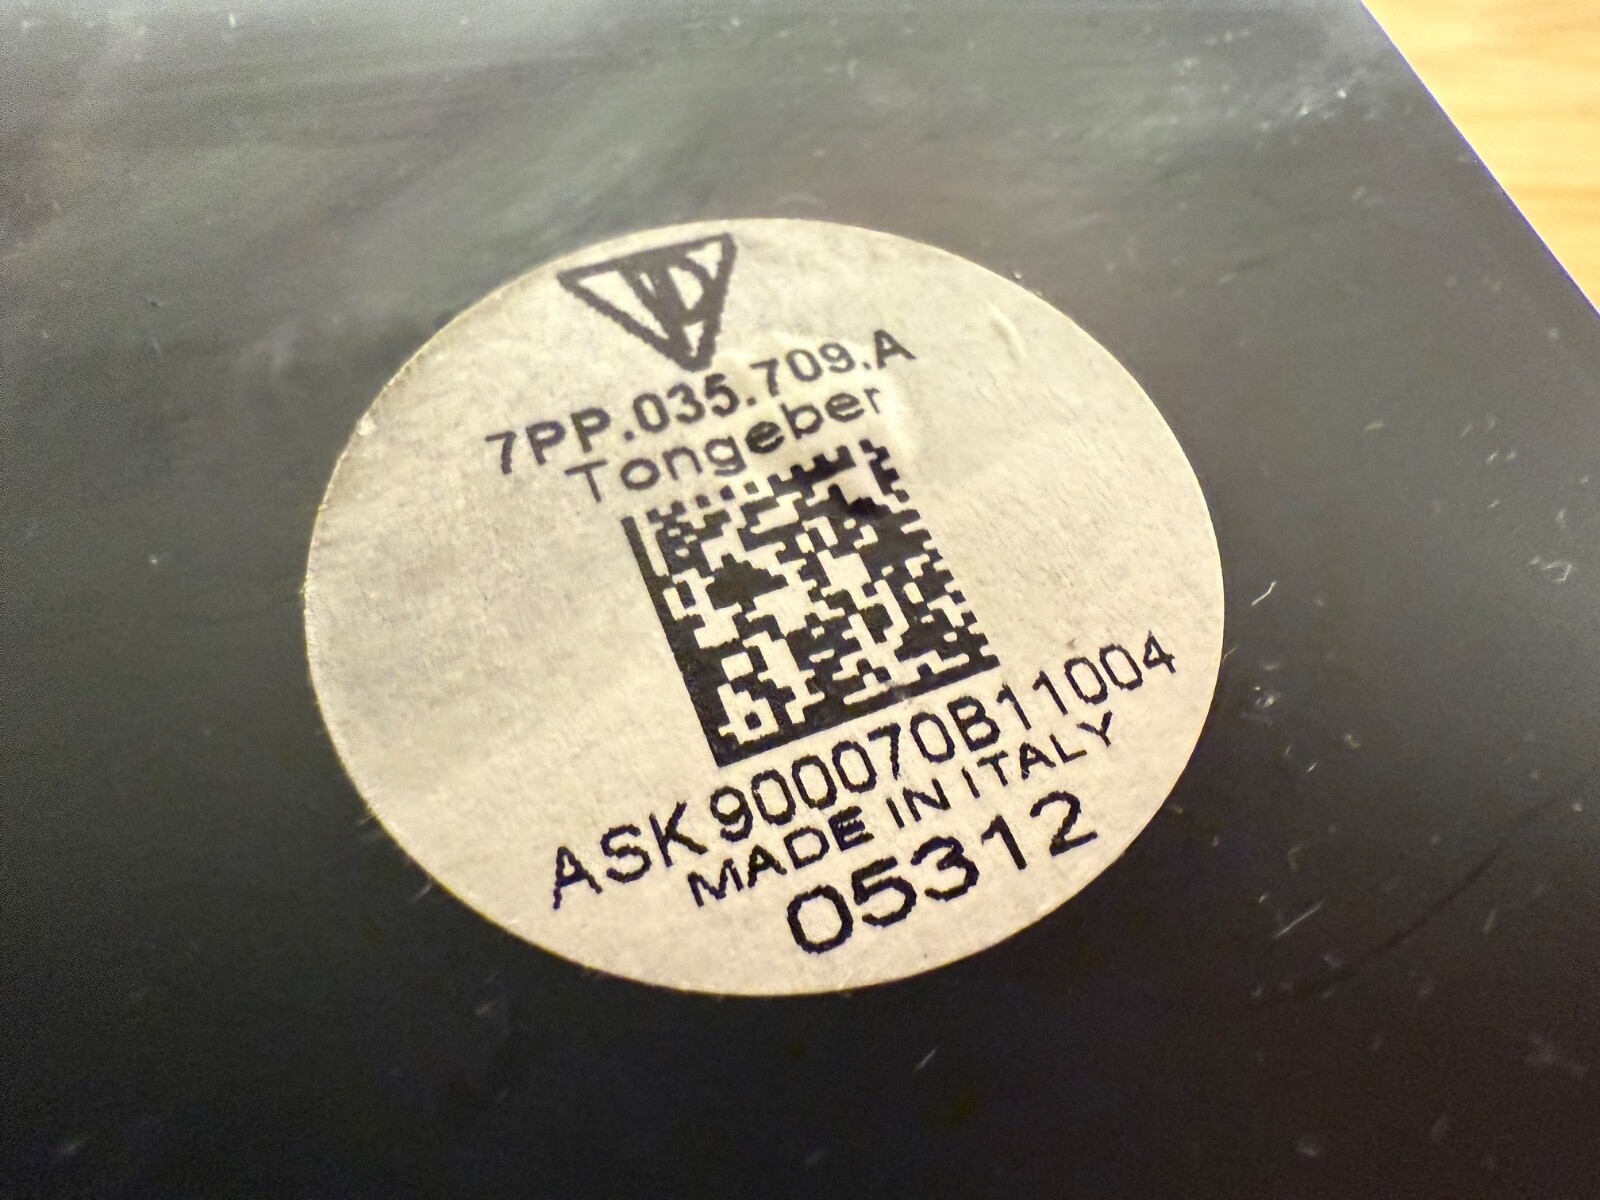 7PP.035.709.A
Tongeber
ASK900070B11004
MADE IN ITALY
05312